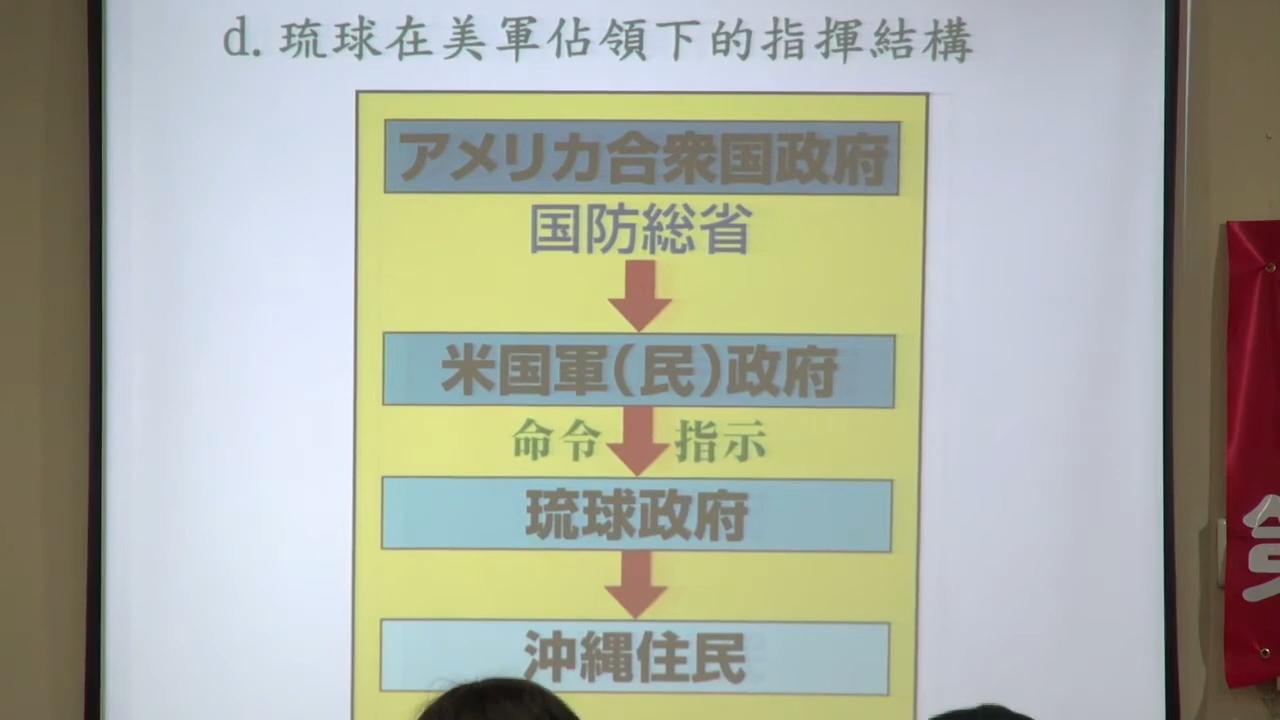 d. 琉球在美軍佔領下的指揮結構
アメリカ合衆国政府
国防総省
米国軍(民)政府
命令 指示
琉球政府
沖縄住民